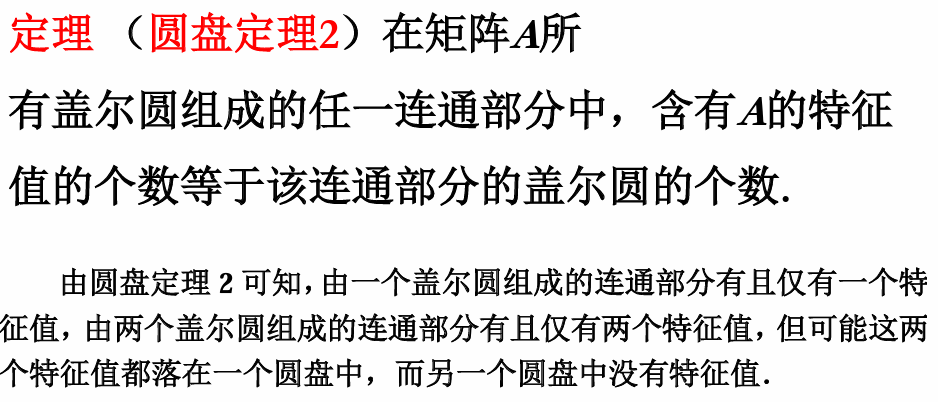 定理 （圆盘定理2）在矩阵A所
有盖尔圆组成的任一连通部分中，含有A的特征
值的个数等于该连通部分的盖尔圆的个数.
由圆盘定理 2 可知，由一个盖尔圆组成的连通部分有且仅有一个特
征值，由两个盖尔圆组成的连通部分有且仅有两个特征值，但可能这两
个特征值都落在一个圆盘中，而另一个圆盘中没有特征值.